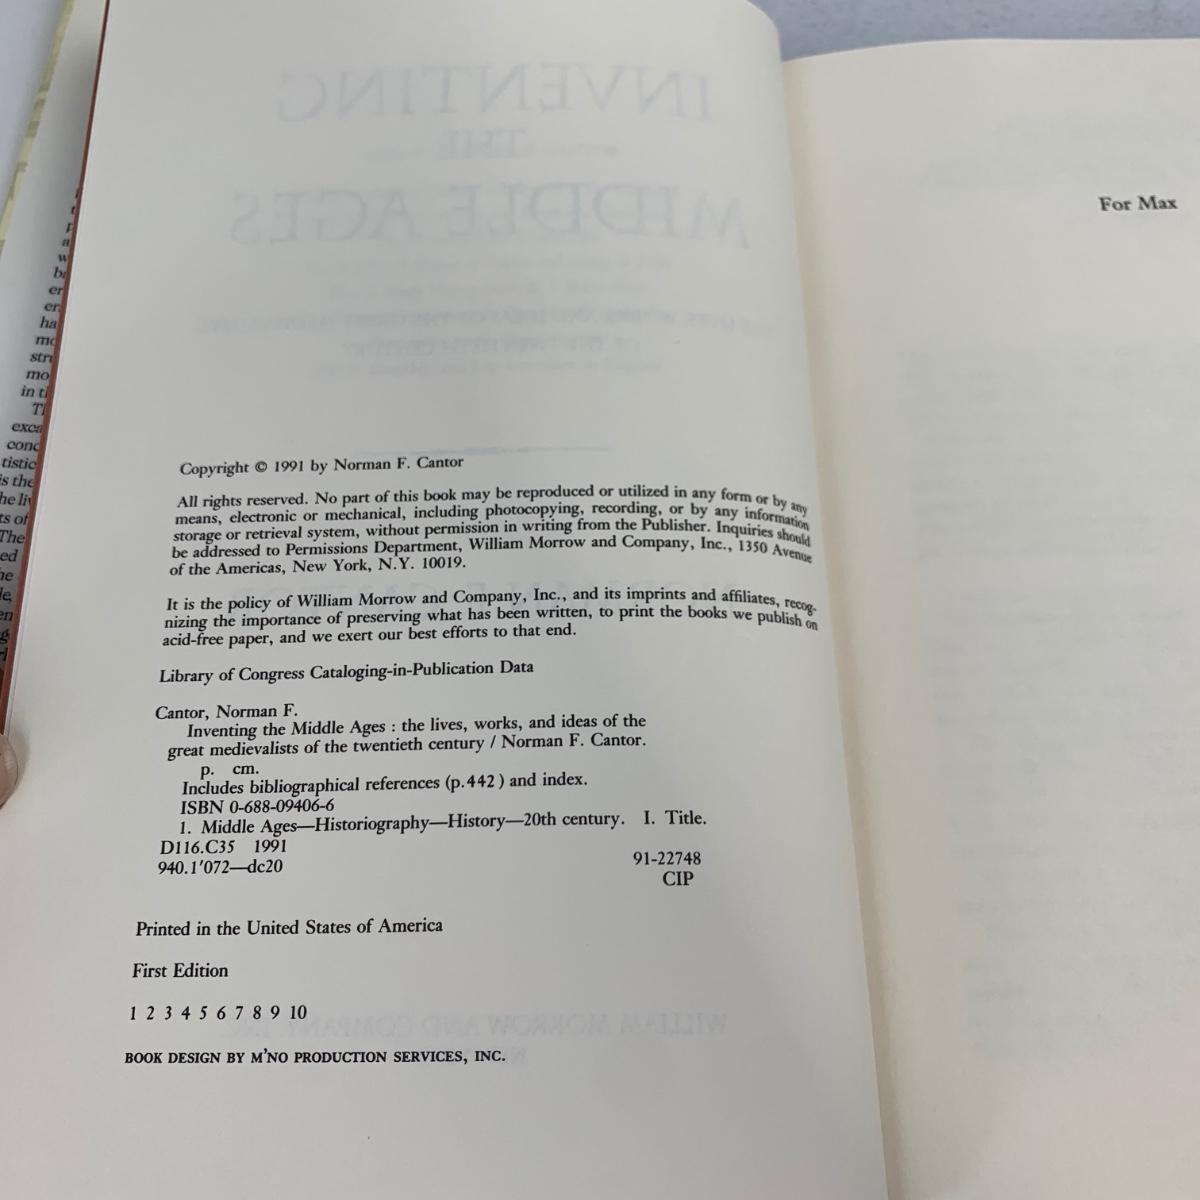 INVENTING
THE
MIDDLE AGES
Copyright © 1991 by Norman F. Cantor
All rights reserved. No part of this book may be reproduced or utilized in any form or by any
means, electronic or mechanical, including photocopying, recording, or by any information
storage or retrieval system, without permission in writing from the Publisher. Inquiries should
be addressed to Permissions Department, William Morrow and Company, Inc., 1350 Avenue
of the Americas, New York, N.Y. 10019.
It is the policy of William Morrow and Company, Inc., and its imprints and affiliates, recog-
nizing the importance of preserving what has been written, to print the books we publish on
acid-free paper, and we exert our best efforts to that end.
Library of Congress Cataloging-in-Publication Data
Cantor, Norman F.
Inventing the Middle Ages : the lives, works, and ideas of the
great medievalists of the twentieth century / Norman F. Cantor.
p. cm.
Includes bibliographical references (p.442 ) and index.
ISBN 0-688-09406-6
1. Middle Ages—Historiography—History—20th century. I. Title.
D116.C35 1991
940.1'072—dc20
91-22748
CIP
Printed in the United States of America
First Edition
1 2 3 4 5 6 7 8 9 10
WILLIAM MORROW AND COMPANY, INC.
BOOK DESIGN BY M'NO PRODUCTION SERVICES, INC.
For Max